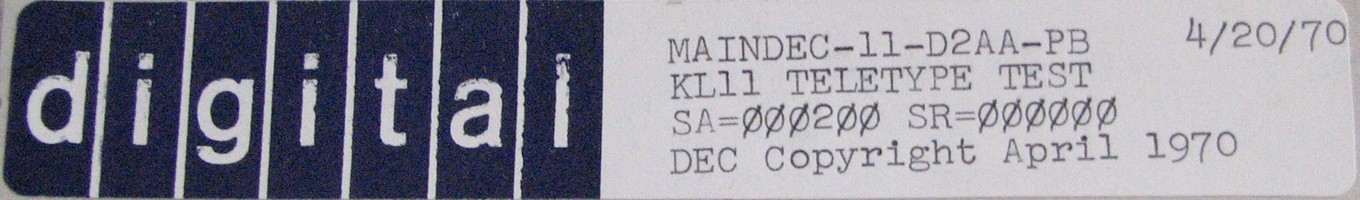 digital
MAINDEC-11-D2AA-PB 4/20/70
KL11 TELETYPE TEST
SA=ØØØ2ØØ SR=ØØØØØØ
DEC Copyright April 1970